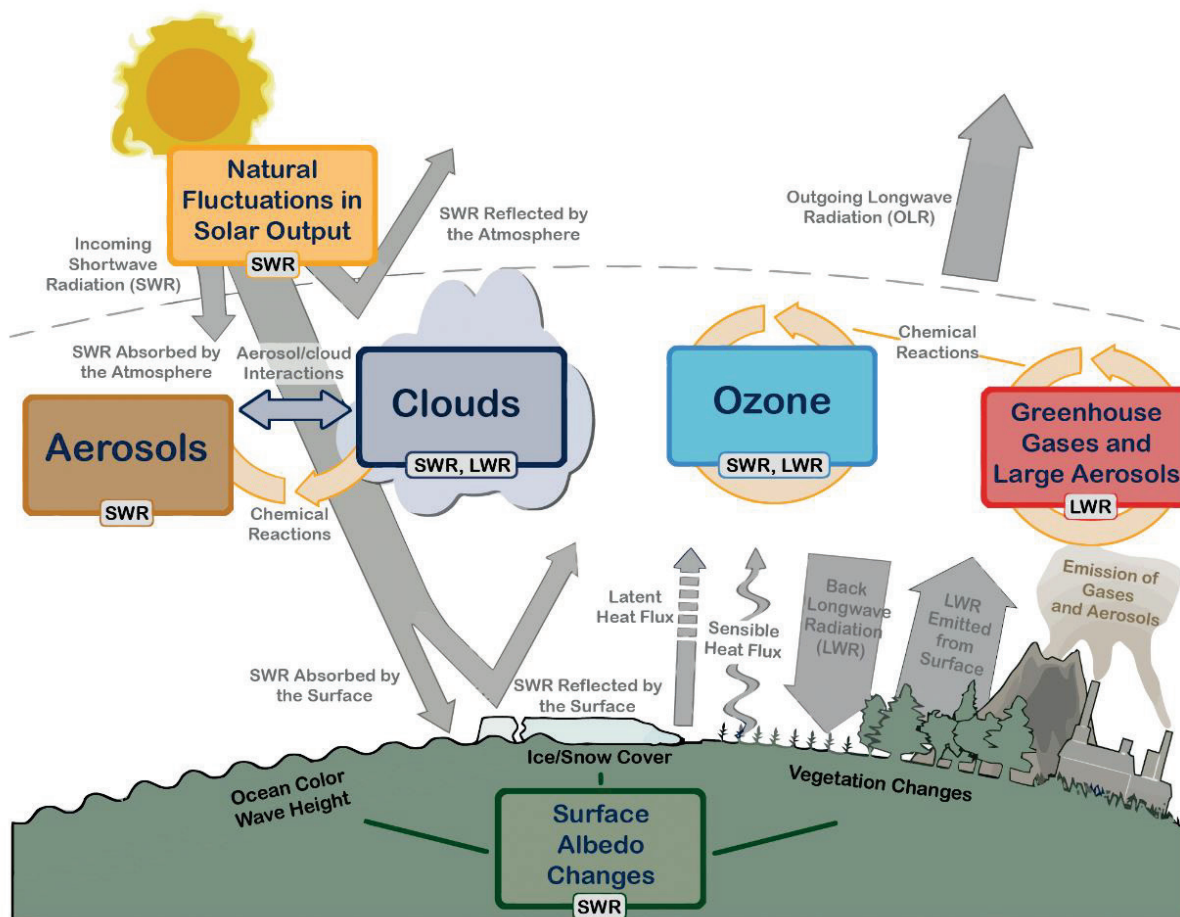 Natural
Fluctuations in
Solar Output
SWR
Incoming
Shortwave
Radiation (SWR)
SWR Reflected by
the Atmosphere
Outgoing Longwave
Radiation (OLR)
SWR Absorbed by
the Atmosphere
Aerosol/cloud
Interactions
Chemical
Reactions
Aerosols
SWR
Clouds
SWR, LWR
Ozone
SWR, LWR
Greenhouse
Gases and
Large Aerosols
LWR
Chemical
Reactions
Emission of
Gases
and Aerosols
Latent
Heat Flux
Sensible
Heat Flux
Back
Longwave
Radiation
(LWR)
LWR
Emitted
from
Surface
SWR Absorbed by
the Surface
SWR Reflected by
the Surface
Ice/Snow Cover
Ocean Color
Wave Height
Vegetation Changes
Surface
Albedo
Changes
SWR